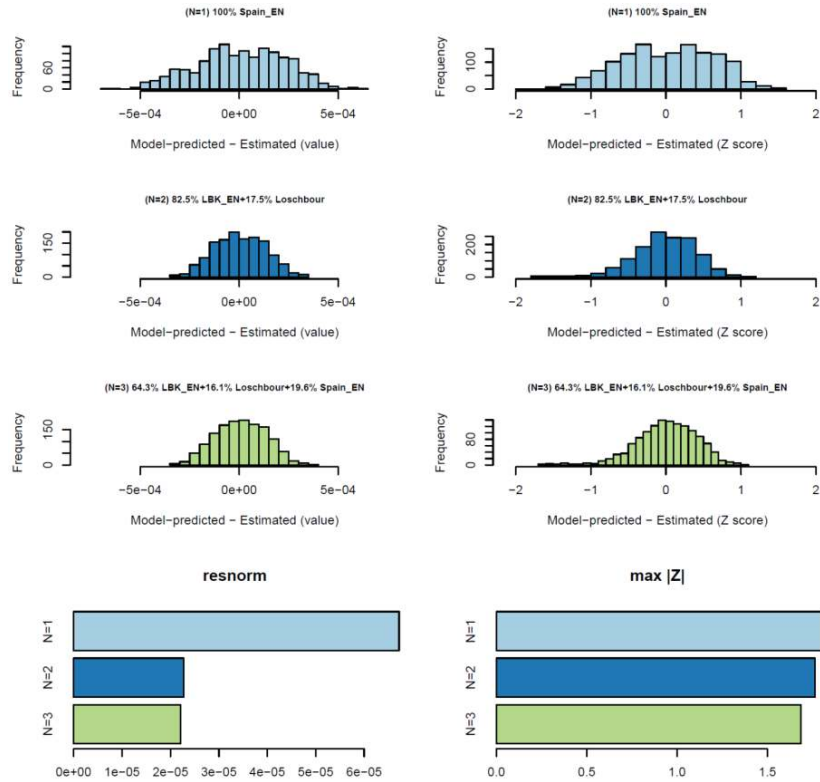 (N=1) 100% Spain_EN
Frequency
0
60
−5e−04
0e+00
5e−04
Model−predicted − Estimated (value)
(N=1) 100% Spain_EN
Frequency
0
100
−2
−1
0
1
2
Model−predicted − Estimated (Z score)
(N=2) 82.5% LBK_EN+17.5% Loschbour
Frequency
0
150
−5e−04
0e+00
5e−04
Model−predicted − Estimated (value)
(N=2) 82.5% LBK_EN+17.5% Loschbour
Frequency
0
200
−2
−1
0
1
2
Model−predicted − Estimated (Z score)
(N=3) 64.3% LBK_EN+16.1% Loschbour+19.6% Spain_EN
Frequency
0
150
−5e−04
0e+00
5e−04
Model−predicted − Estimated (value)
(N=3) 64.3% LBK_EN+16.1% Loschbour+19.6% Spain_EN
Frequency
0
80
−2
−1
0
1
2
Model−predicted − Estimated (Z score)
resnorm
N=1
N=2
N=3
0e+00
1e−05
2e−05
3e−05
4e−05
5e−05
6e−05
max |Z|
N=1
N=2
N=3
0.0
0.5
1.0
1.5